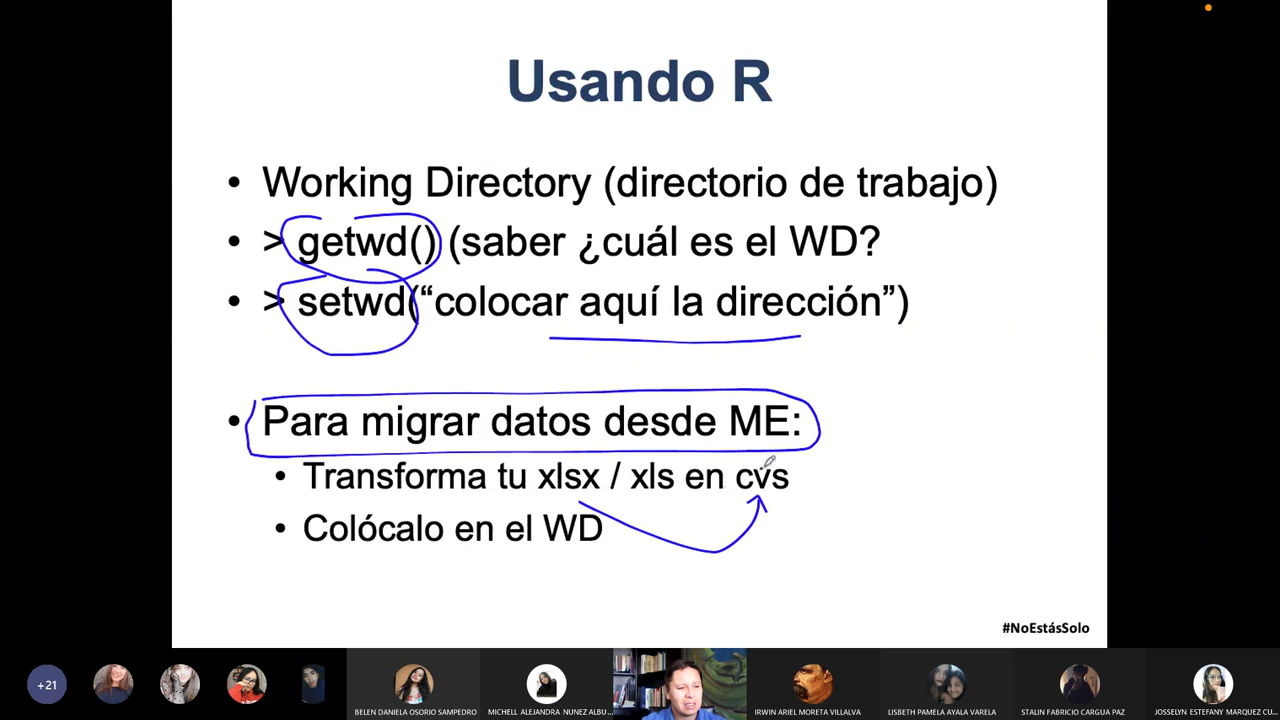 Usando R
• Working Directory (directorio de trabajo)
• > getwd() (saber ¿cuál es el WD?
• > setwd(“colocar aquí la dirección”)
• Para migrar datos desde ME:
• Transforma tu xlsx / xls en cvs
• Colócalo en el WD
#NoEstásSolo
+21
BELEN DANIELA OSORIO SAMPEDRO
MICHELL ALEJANDRA NUNEZ ALBU...
IRWIN ARIEL MORETA VILLALVA
LISBETH PAMELA AYALA VARELA
STALIN FABRICIO CARGUA PAZ
JOSSELYN ESTEFANY MARQUEZ CU...